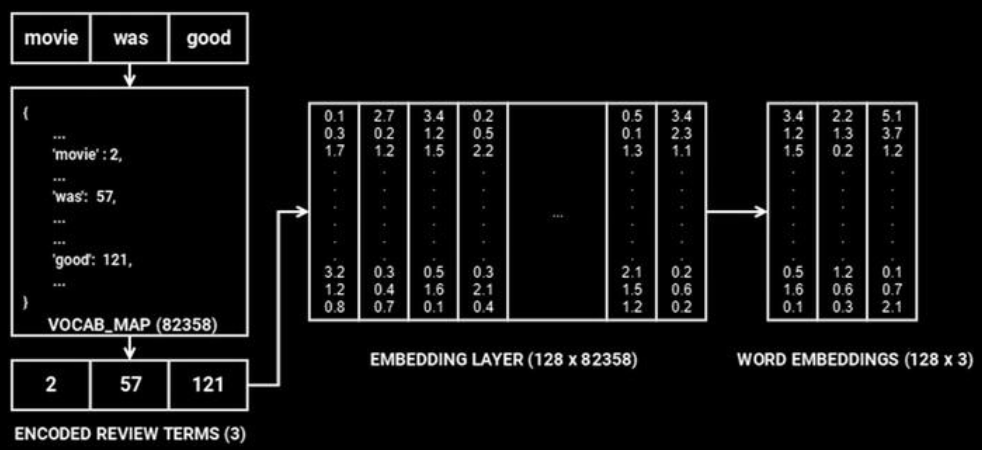 movie was good
{
...
'movie' : 2,
...
'was': 57,
...
...
'good': 121,
...
}
VOCAB_MAP (82358)
2 57 121
ENCODED REVIEW TERMS (3)
0.1 2.7 3.4 0.2 0.5 3.4
0.3 0.2 1.2 0.5 0.1 2.3
1.7 1.2 1.5 2.2 1.3 1.1
. . . . . .
. . . . . .
. . . . . .
. . . . ... . .
. . . . . .
. . . . . .
3.2 0.3 0.5 0.3 2.1 0.2
1.2 0.4 1.6 2.1 1.5 0.6
0.8 0.7 0.1 0.4 1.2 0.2
EMBEDDING LAYER (128 x 82358)
3.4 2.2 5.1
1.2 1.3 3.7
1.5 0.2 1.2
. . .
. . .
. . .
. . .
. . .
. . .
0.5 1.2 0.1
1.6 0.6 0.7
0.1 0.3 2.1
WORD EMBEDDINGS (128 x 3)